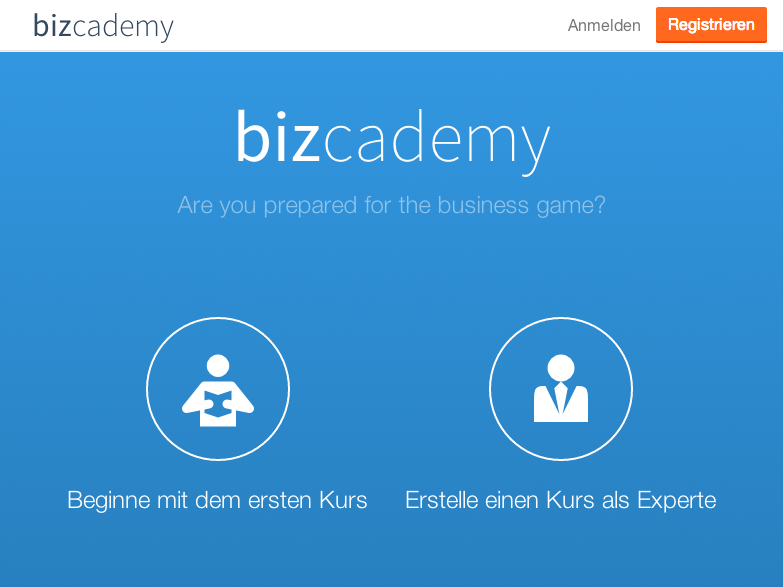 bizcademy
Anmelden
Registrieren
bizcademy
Are you prepared for the business game?
Beginne mit dem ersten Kurs
Erstelle einen Kurs als Experte